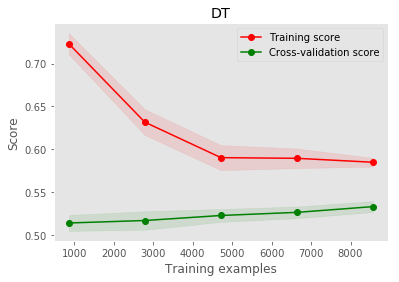 DT
Training score
Cross-validation score
0.70
0.65
0.60
0.55
0.50
Score
1000 2000 3000 4000 5000 6000 7000 8000
Training examples